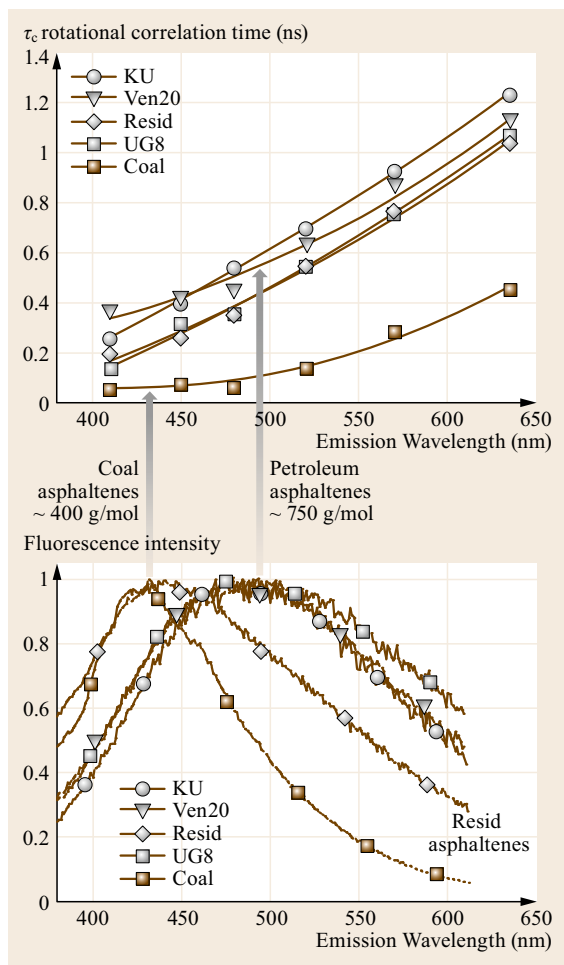 τc rotational correlation time (ns)
1.4
1.2
1
0.8
0.6
0.4
0.2
0
KU
Ven20
Resid
UG8
Coal
400 450 500 550 600 650
Emission Wavelength (nm)
Coal
asphaltenes
~ 400 g/mol
Petroleum
asphaltenes
~ 750 g/mol
Fluorescence intensity
1
0.8
0.6
0.4
0.2
0
KU
Ven20
Resid
UG8
Coal
Resid
asphaltenes
400 450 500 550 600 650
Emission Wavelength (nm)